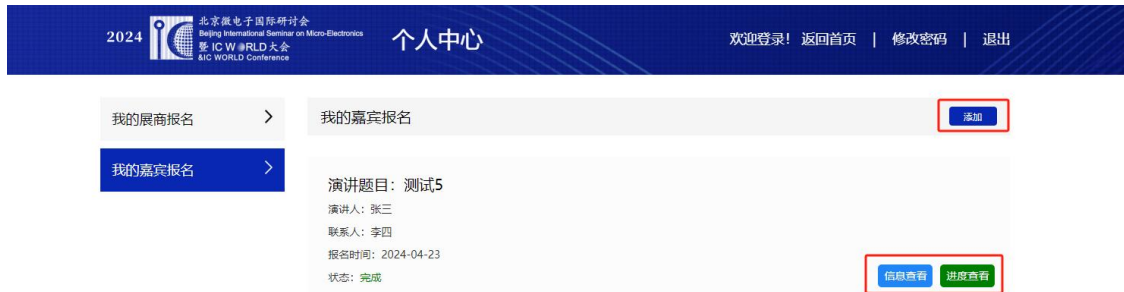 2024
北京微电子国际研讨会
Beijing International Seminar on Micro-Electronics
暨 IC WORLD大会
&IC WORLD Conference
个人中心
欢迎登录! 返回首页 | 修改密码 | 退出
我的展商报名
我的嘉宾报名
我的嘉宾报名
添加
演讲题目：测试5
演讲人：张三
联系人：李四
报名时间：2024-04-23
状态：完成
信息查看 进度查看